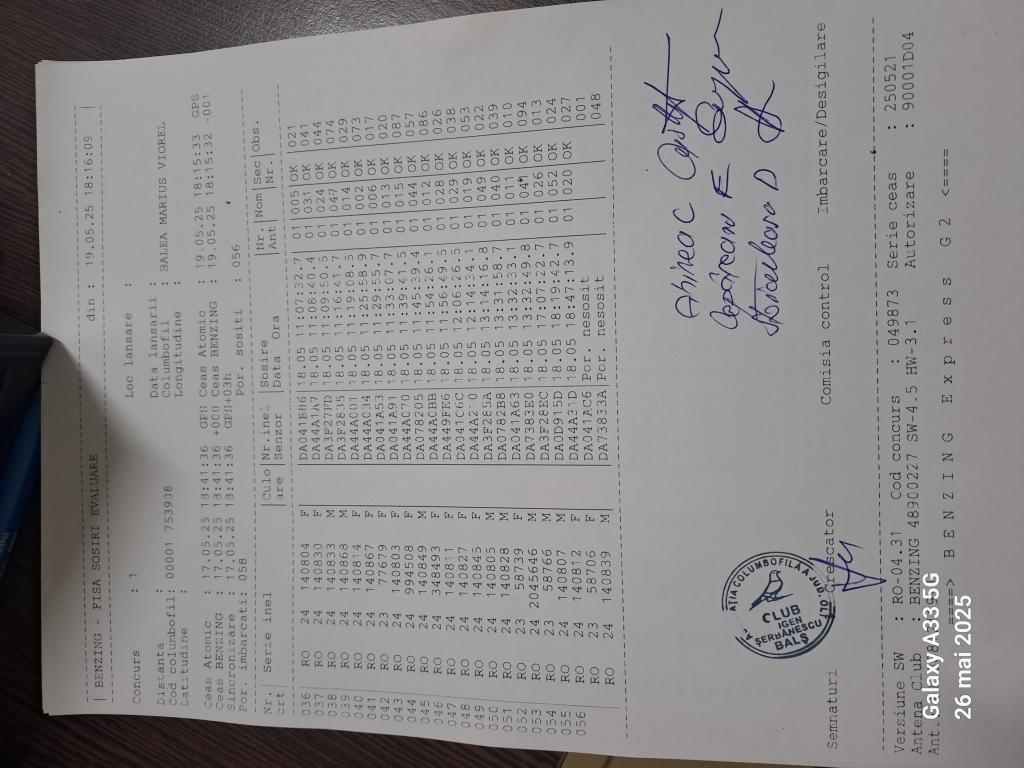 BENZING - FISA SOSIRI EVALUARE din : 19.05.25 18:16:09
Concurs : 1 Loc lansare :
Distanta : Data lansarii :
Cod columbofil: 00001 753908 Columbofil : BALEA MARIUS VIOREL
Latitudine : Longitudine :
Ceas Atomic : 17.05.25 18:41:36 GPS Ceas Atomic : 19.05.25 18:15:33 GPS
Ceas BENZING : 17.05.25 18:41:36 +000 Ceas BENZING : 19.05.25 18:15:32 -001
Sincronizare : 17.05.25 18:41:36 GPS+03h
Por. imbarcati: 058 Por. sositi : 056
Nr. Serie inel Culo Nr.inel Sosire Nr. Nom Sec Obs.
crt are Senzor Data Ora Ant Nr.
036 RO 24 140804 F DA041B86 18.05 11:07:32.7 01 005 OK 021
037 RO 24 140830 F DA44A1A7 18.05 11:08:40.4 01 031 OK 041
038 RO 24 140833 M DA3F27FD 18.05 11:09:50.5 01 024 OK 044
039 RO 24 140868 M DA3F2835 18.05 11:16:41.7 01 047 OK 074
040 RO 24 140814 F DA44A001 18.05 11:21:18.5 01 014 OK 029
041 RO 24 140867 F DA44A034 18.05 11:25:58.9 01 002 OK 073
042 RO 23 77679 F DA041A53 18.05 11:29:55.7 01 006 OK 017
043 RO 24 140803 F DA041A51 18.05 11:33:07.7 01 013 OK 020
044 RO 24 994508 F DA44A070 18.05 11:39:41.5 01 015 OK 087
045 RO 24 140849 M DA078205 18.05 11:45:39.4 01 044 OK 057
046 RO 24 348493 F DA44A0BB 18.05 11:54:26.1 01 012 OK 086
047 RO 24 140811 F DA449FE6 18.05 11:56:49.5 01 028 OK 026
048 RO 24 140827 F DA041C6C 18.05 12:06:26.5 01 029 OK 038
049 RO 24 140845 F DA44A210 18.05 12:14:34.1 01 019 OK 053
050 RO 24 140805 M DA3F285A 18.05 13:14:16.8 01 049 OK 022
051 RO 24 140828 M DA0782B8 18.05 13:31:58.7 01 040 OK 039
052 RO 23 58739 F DA041A63 18.05 13:32:33.1 01 011 OK 010
053 RO 24 2045646 M DA7383E0 18.05 13:32:49.8 01 041 OK 094
054 RO 23 58766 M DA3F28EC 18.05 17:07:22.7 01 026 OK 013
055 RO 24 140807 M DA0D915D 18.05 18:19:42.7 01 052 OK 024
056 RO 24 140812 F DA44A31D 18.05 18:47:13.9 01 020 OK 027
RO 23 58706 F DA041AC6 Por. nesosit 001
RO 24 140839 M DA73833A Por. nesosit 048
CLUB
IGEN
ŞERBĂNESCU
BALŞ
Semnaturi Crescator Comisia control Imbarcare/Desigilare
Versiune SW : RO-04.31 Cod concurs : 049873 Serie ceas : 250521
Antena Club : BENZING 48900227 SW-4.5 HW-3.1 Autorizare : 90001D04
====> BENZING Express G2 <====
Galaxy A33 5G
26 mai 2025